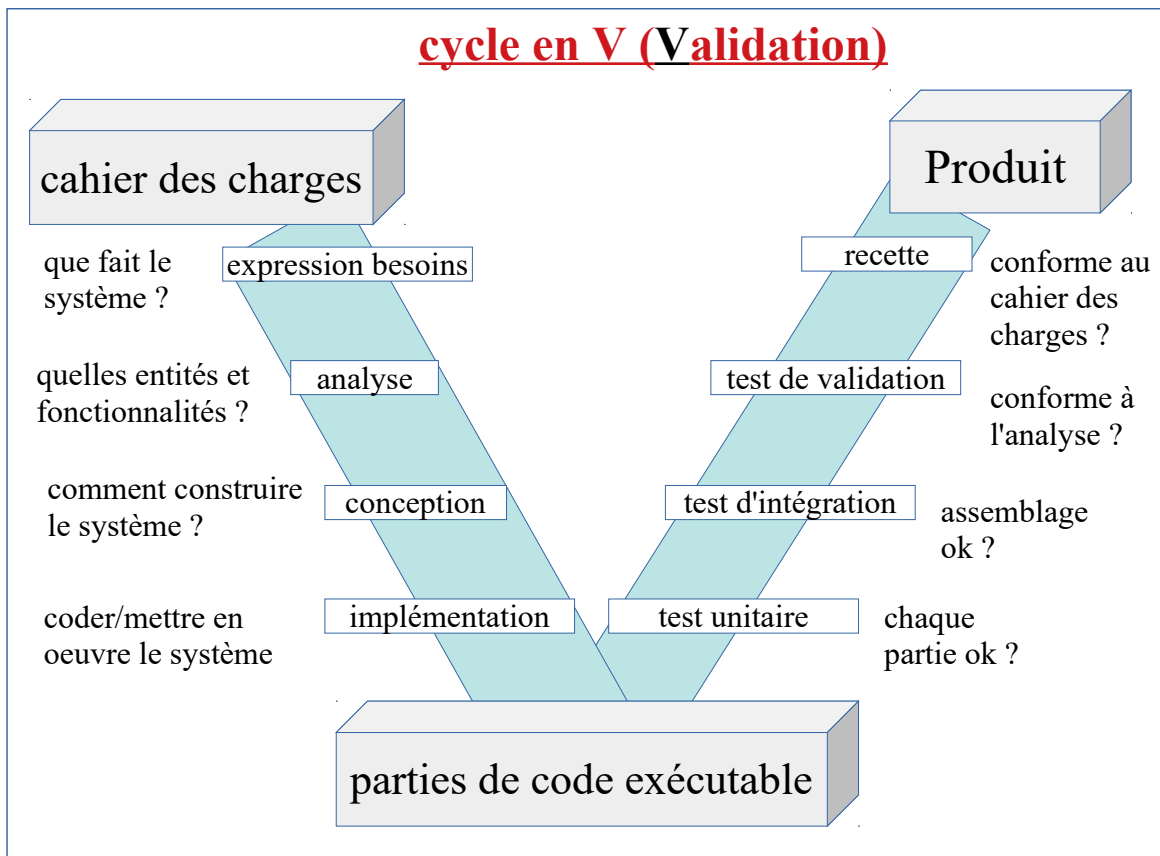 cycle en V (Validation)
cahier des charges
Produit
que fait le
système ?
expression besoins
recette
conforme au
cahier des
charges ?
quelles entités et
fonctionnalités ?
analyse
test de validation
conforme à
l'analyse ?
comment construire
le système ?
conception
test d'intégration
assemblage
ok ?
coder/mettre en
oeuvre le système
implémentation
test unitaire
chaque
partie ok ?
parties de code exécutable